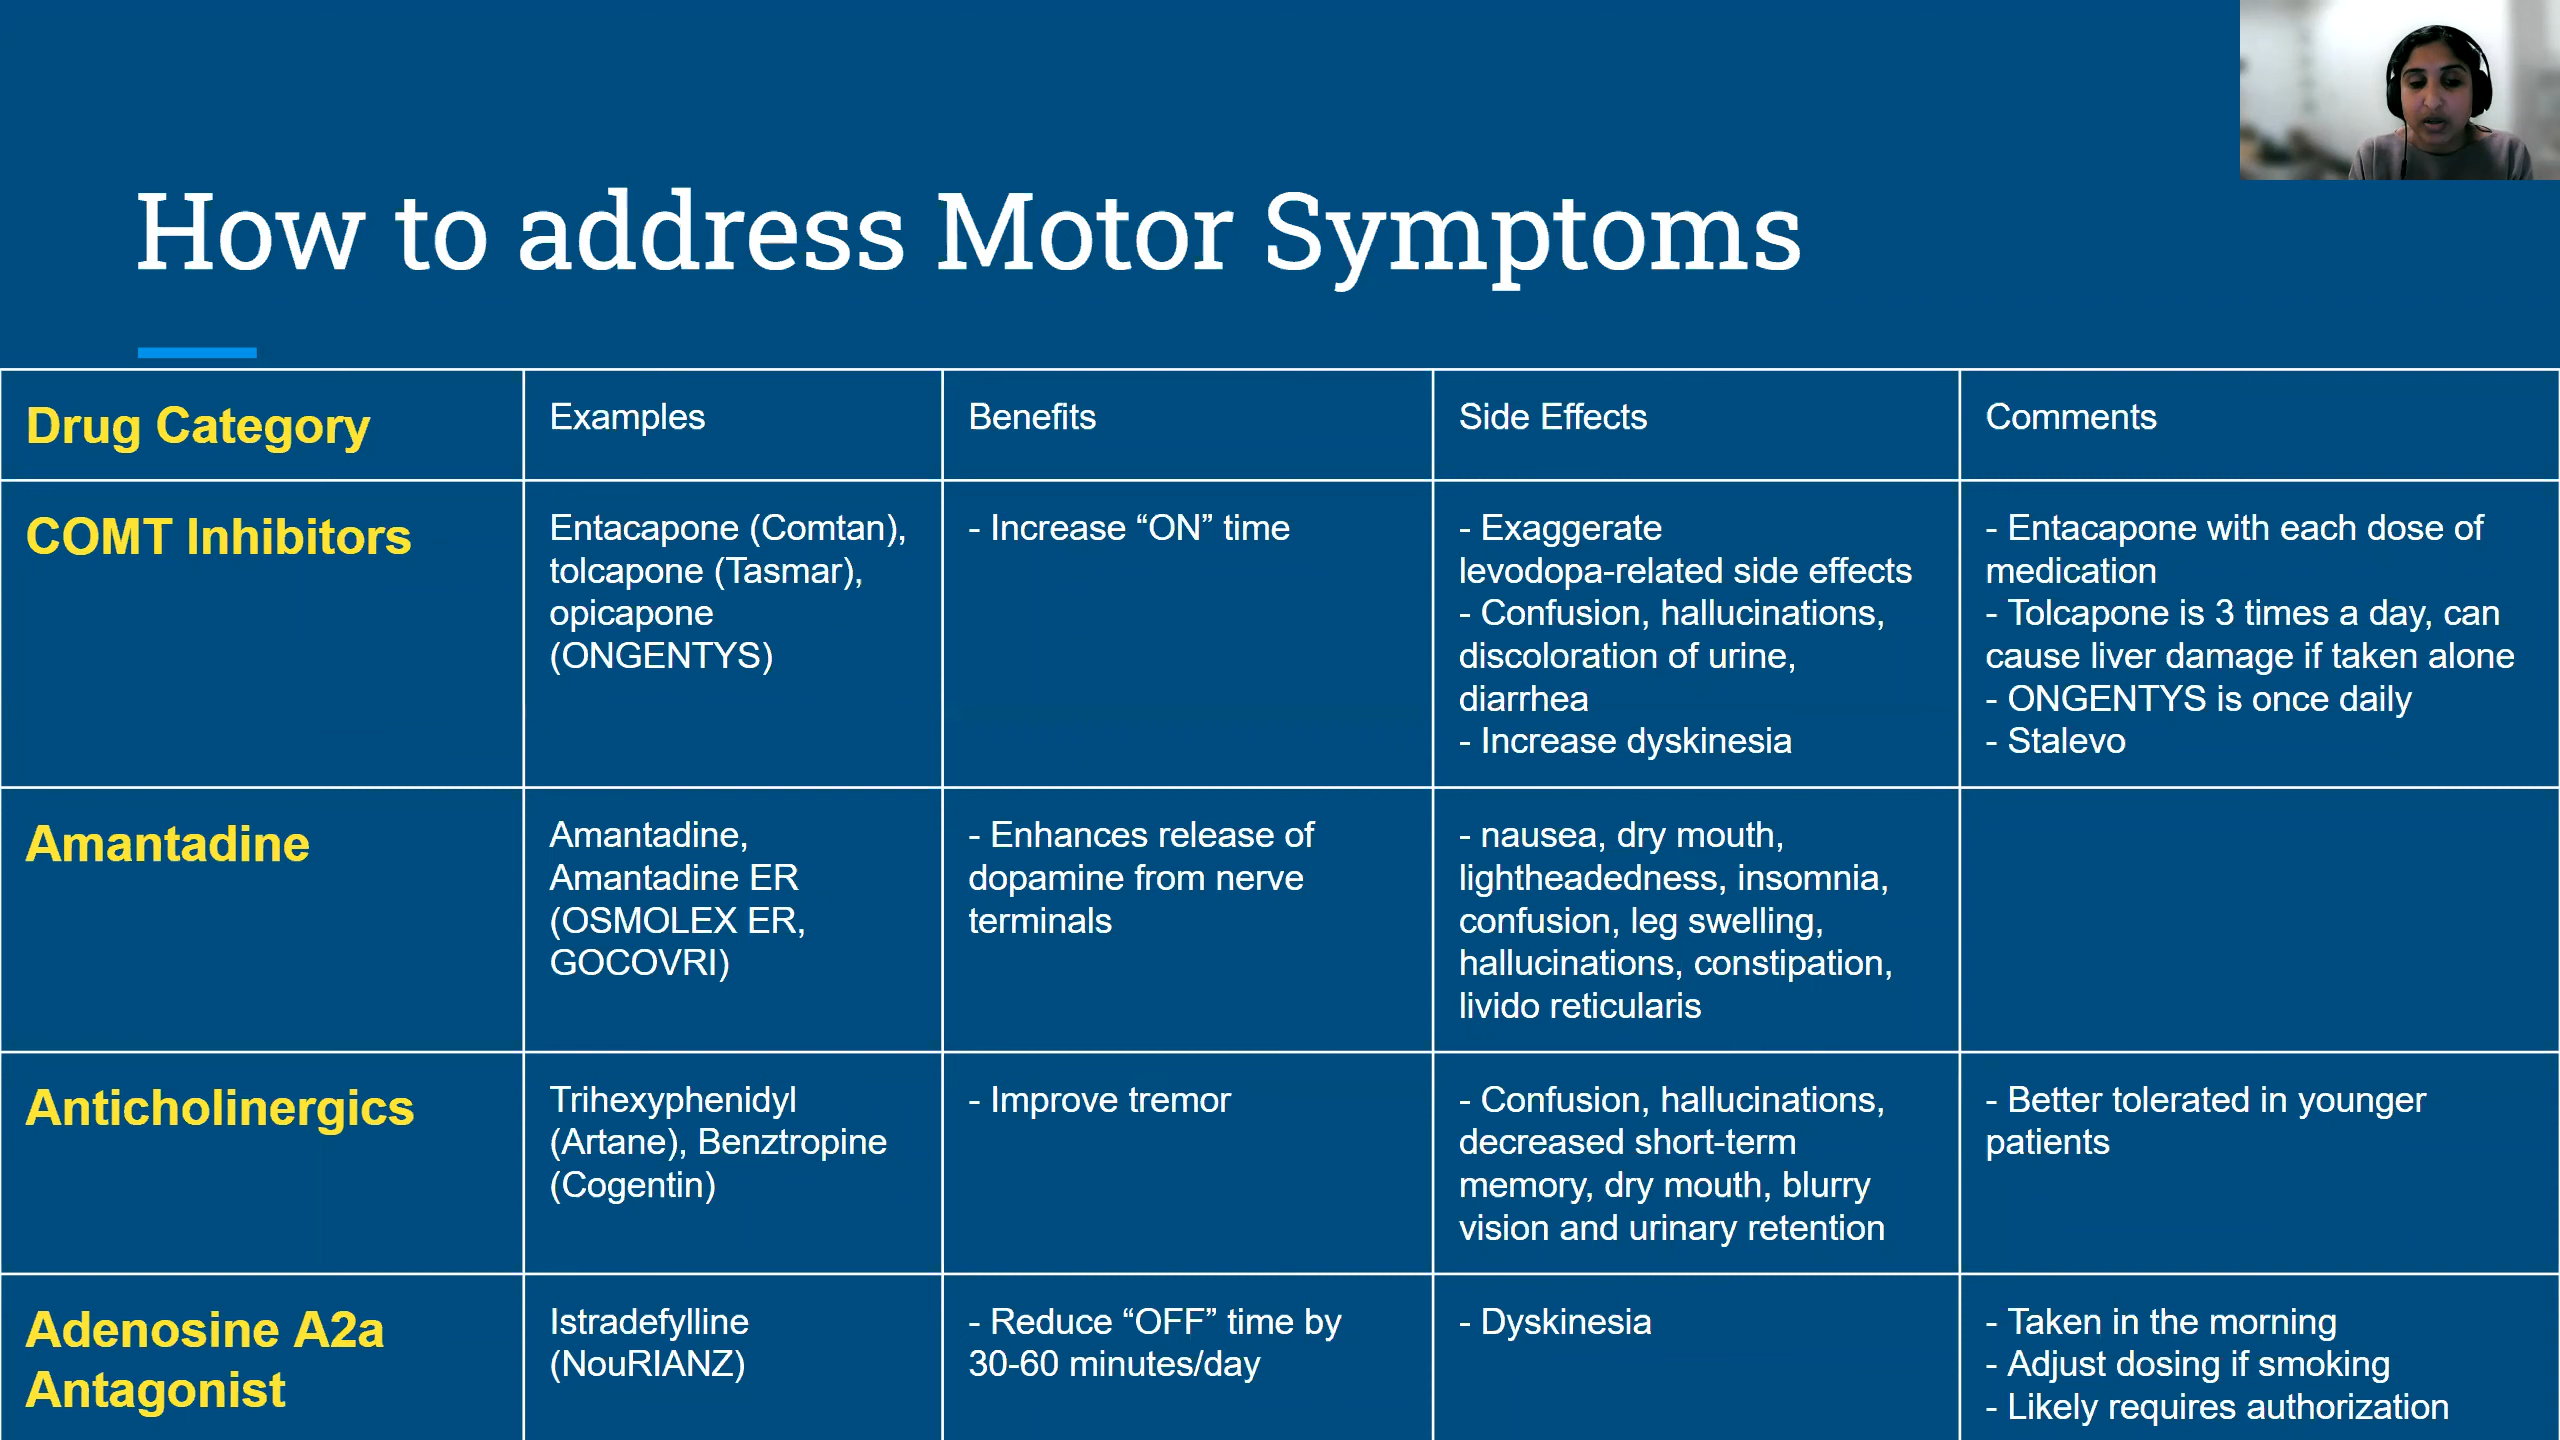 How to address Motor Symptoms
Drug Category
Examples
Benefits
Side Effects
Comments
COMT Inhibitors
Entacapone (Comtan),
tolcapone (Tasmar),
opicapone
(ONGENTYS)
- Increase “ON” time
- Exaggerate
levodopa-related side effects
- Confusion, hallucinations,
discoloration of urine,
diarrhea
- Increase dyskinesia
- Entacapone with each dose of
medication
- Tolcapone is 3 times a day, can
cause liver damage if taken alone
- ONGENTYS is once daily
- Stalevo
Amantadine
Amantadine,
Amantadine ER
(OSMOLEX ER,
GOCOVRI)
- Enhances release of
dopamine from nerve
terminals
- nausea, dry mouth,
lightheadedness, insomnia,
confusion, leg swelling,
hallucinations, constipation,
livido reticularis
Anticholinergics
Trihexyphenidyl
(Artane), Benztropine
(Cogentin)
- Improve tremor
- Confusion, hallucinations,
decreased short-term
memory, dry mouth, blurry
vision and urinary retention
- Better tolerated in younger
patients
Adenosine A2a
Antagonist
Istradefylline
(NouRIANZ)
- Reduce “OFF” time by
30-60 minutes/day
- Dyskinesia
- Taken in the morning
- Adjust dosing if smoking
- Likely requires authorization